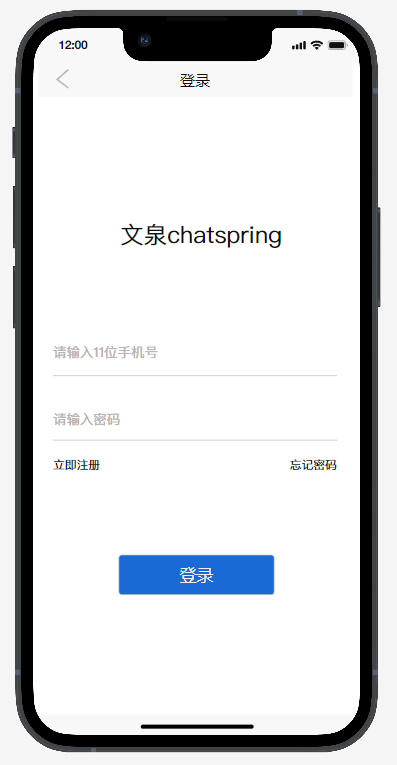 12:00
登录
文泉chatspring
请输入11位手机号
请输入密码
立即注册 忘记密码
登录